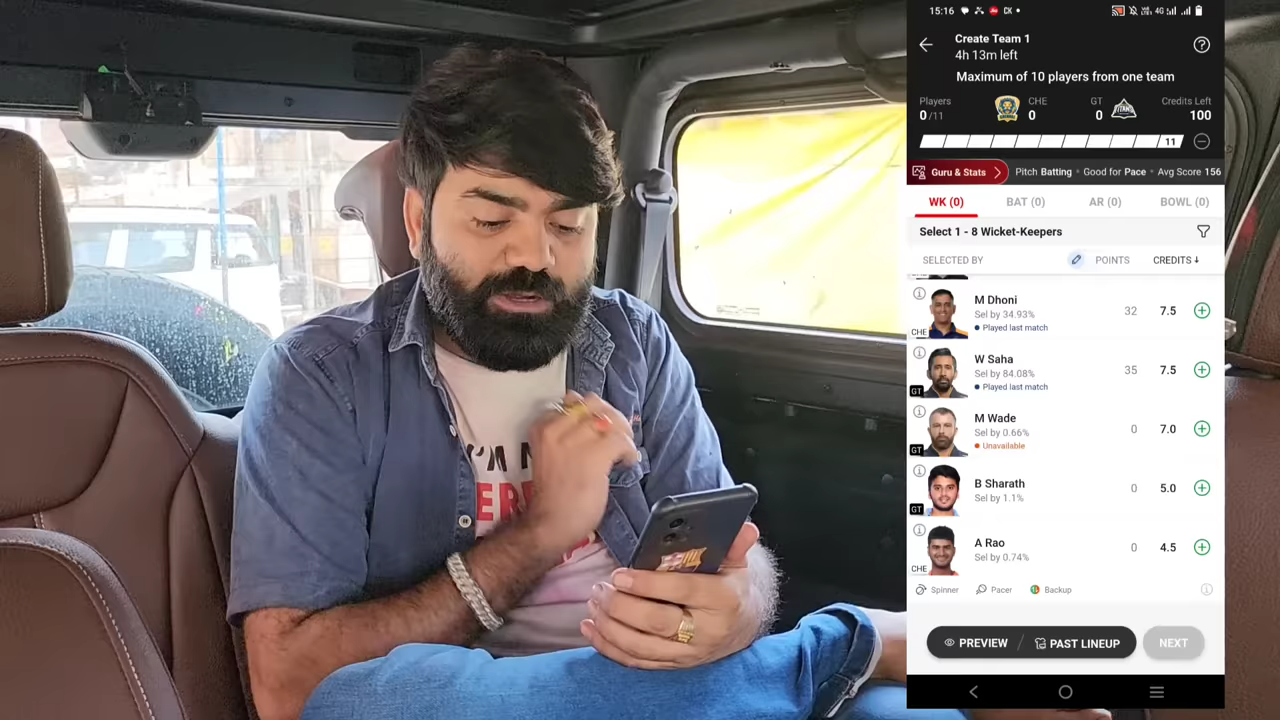 15:16
4G
Create Team 1
4h 13m left
Maximum of 10 players from one team
Players
0 /11
CHE
0
GT
0
TITANS
Credits Left
100
11
Guru & Stats
Pitch Batting • Good for Pace • Avg Score 156
WK (0)
BAT (0)
AR (0)
BOWL (0)
Select 1 - 8 Wicket-Keepers
SELECTED BY
POINTS
CREDITS↓
CHE
M Dhoni
Sel by 34.93%
Played last match
32
7.5
GT
W Saha
Sel by 84.08%
Played last match
35
7.5
GT
M Wade
Sel by 0.66%
Unavailable
0
7.0
GT
B Sharath
Sel by 1.1%
0
5.0
CHE
A Rao
Sel by 0.74%
0
4.5
Spinner
Pacer
Backup
PREVIEW / PAST LINEUP
NEXT